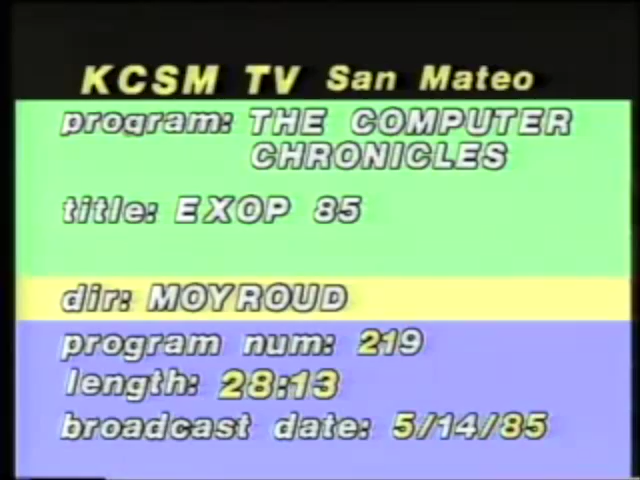 KCSM TV San Mateo
program: THE COMPUTER
CHRONICLES
title: EXOP 85
dir: MOYROUD
program num: 219
length: 28:13
broadcast date: 5/14/85